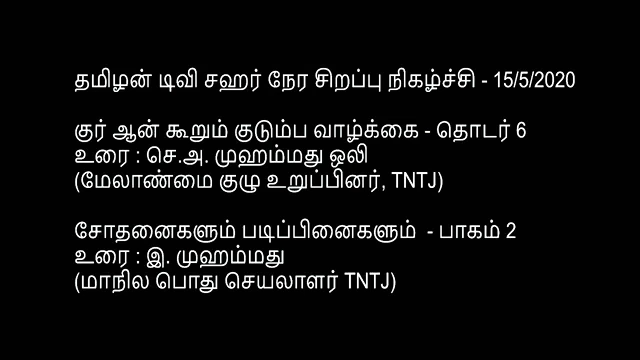 தமிழன் டிவி சஹர் நேர சிறப்பு நிகழ்ச்சி - 15/5/2020
குர் ஆன் கூறும் குடும்ப வாழ்க்கை - தொடர் 6
உரை : செ.அ. முஹம்மது ஒலி
(மேலாண்மை குழு உறுப்பினர், TNTJ)
சோதனைகளும் படிப்பினைகளும் - பாகம் 2
உரை : இ. முஹம்மது
(மாநில பொது செயலாளர் TNTJ)